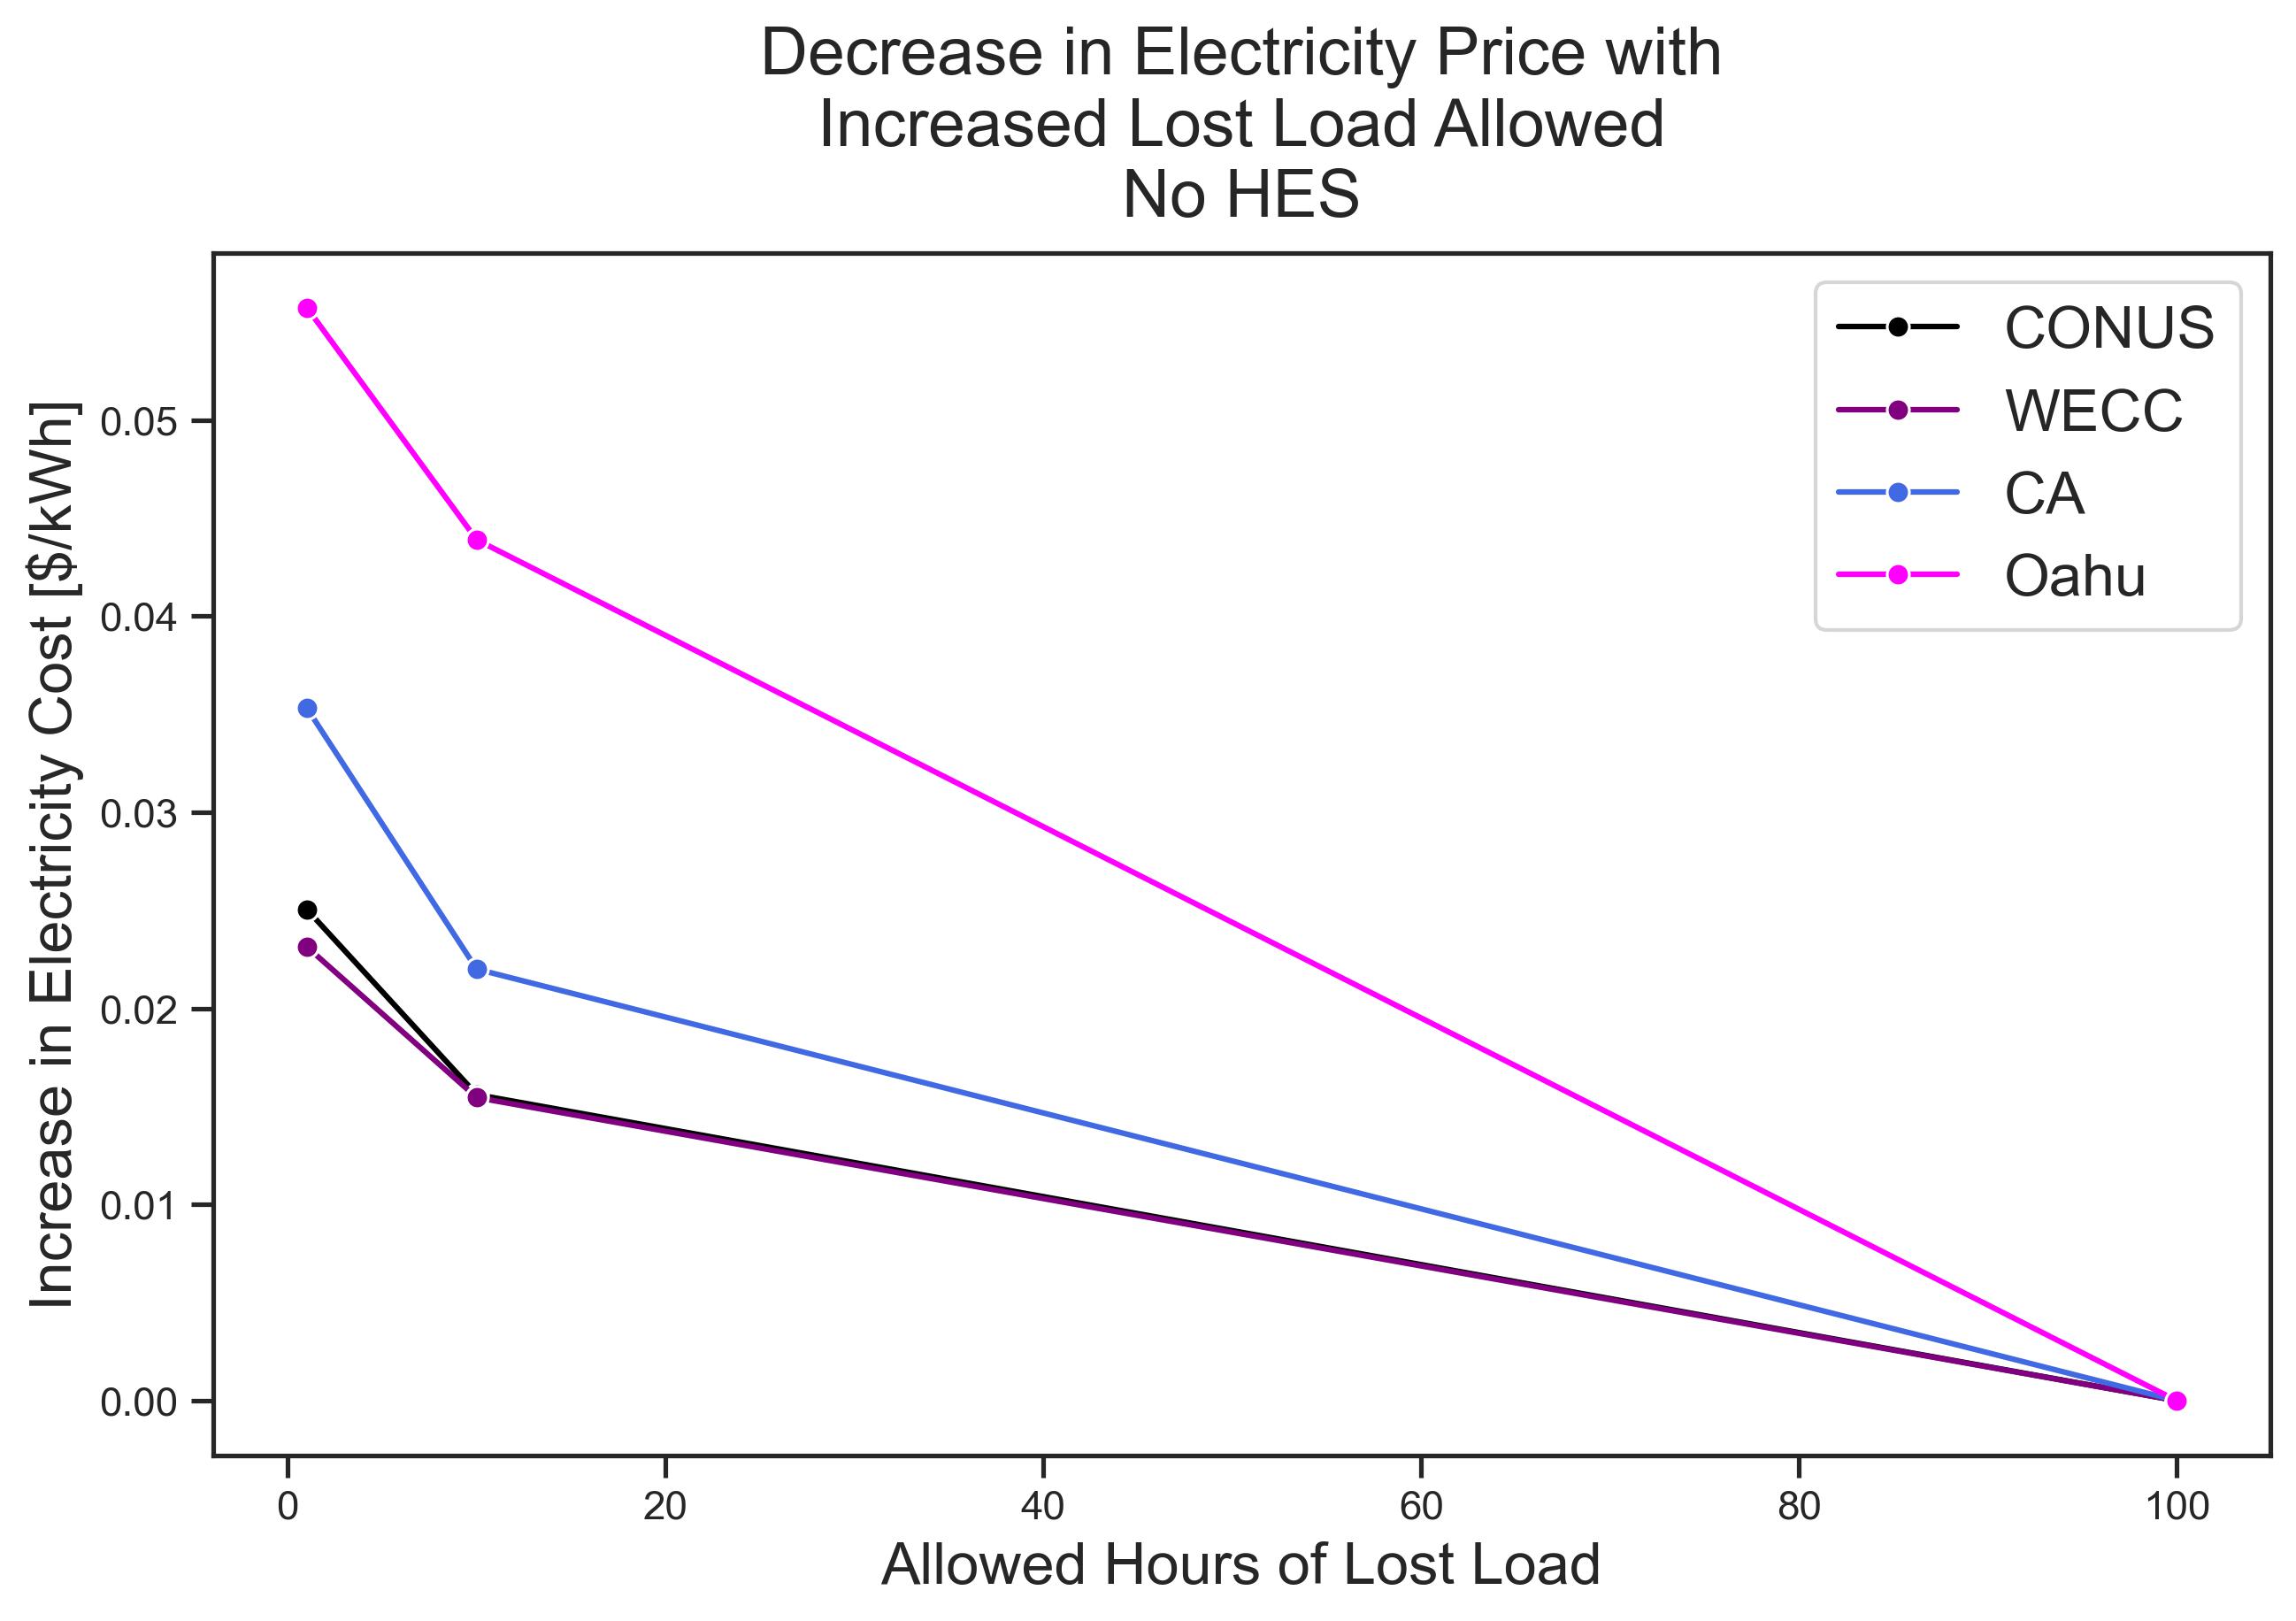 Decrease in Electricity Price with
Increased Lost Load Allowed
No HES
Increase in Electricity Cost [$/kWh]
0.05
0.04
0.03
0.02
0.01
0.00
CONUS
WECC
CA
Oahu
0 20 40 60 80 100
Allowed Hours of Lost Load